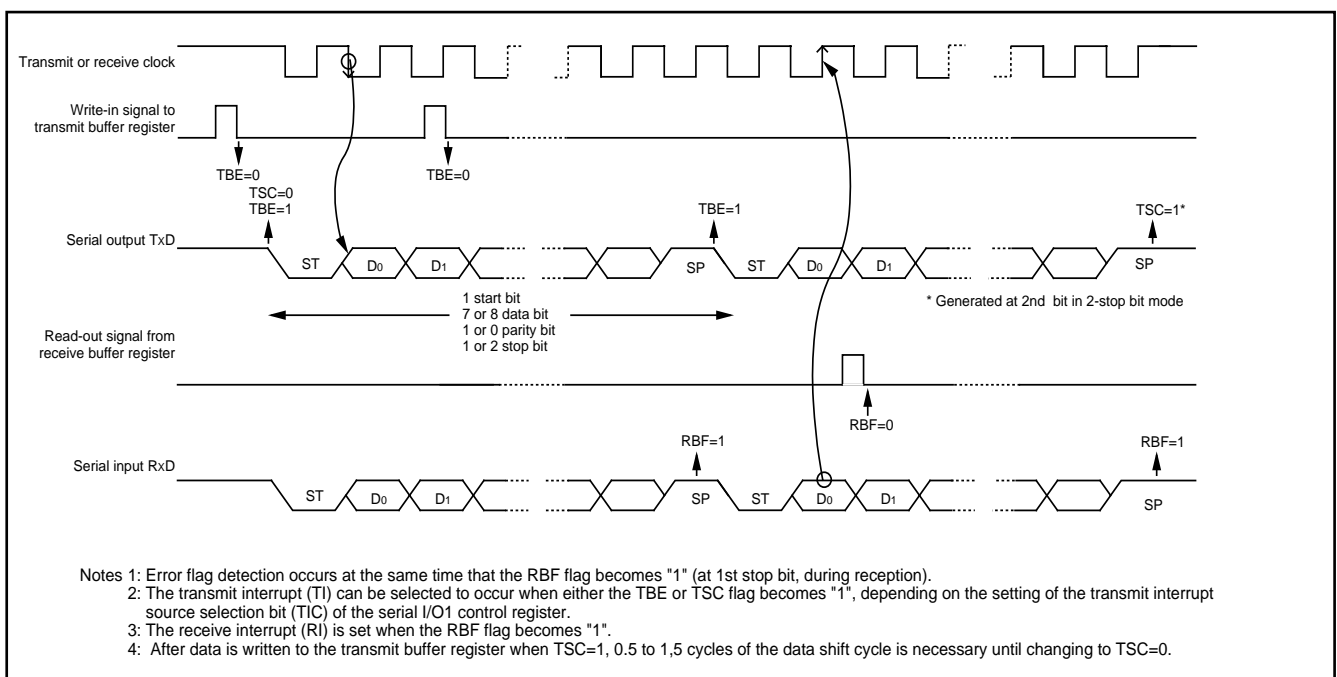 Transmit or receive clock
Write-in signal to
transmit buffer register
TBE=0
TBE=0
TSC=0
TBE=1
TBE=1
TSC=1*
Serial output TXD
ST
D0
D1
SP
ST
D0
D1
SP
1 start bit
7 or 8 data bit
1 or 0 parity bit
1 or 2 stop bit
* Generated at 2nd bit in 2-stop bit mode
Read-out signal from
receive buffer register
RBF=0
RBF=1
RBF=1
Serial input RXD
ST
D0
D1
SP
ST
D0
D1
SP
Notes 1: Error flag detection occurs at the same time that the RBF flag becomes "1" (at 1st stop bit, during reception).
2: The transmit interrupt (TI) can be selected to occur when either the TBE or TSC flag becomes "1", depending on the setting of the transmit interrupt
source selection bit (TIC) of the serial I/O1 control register.
3: The receive interrupt (RI) is set when the RBF flag becomes "1".
4: After data is written to the transmit buffer register when TSC=1, 0.5 to 1,5 cycles of the data shift cycle is necessary until changing to TSC=0.